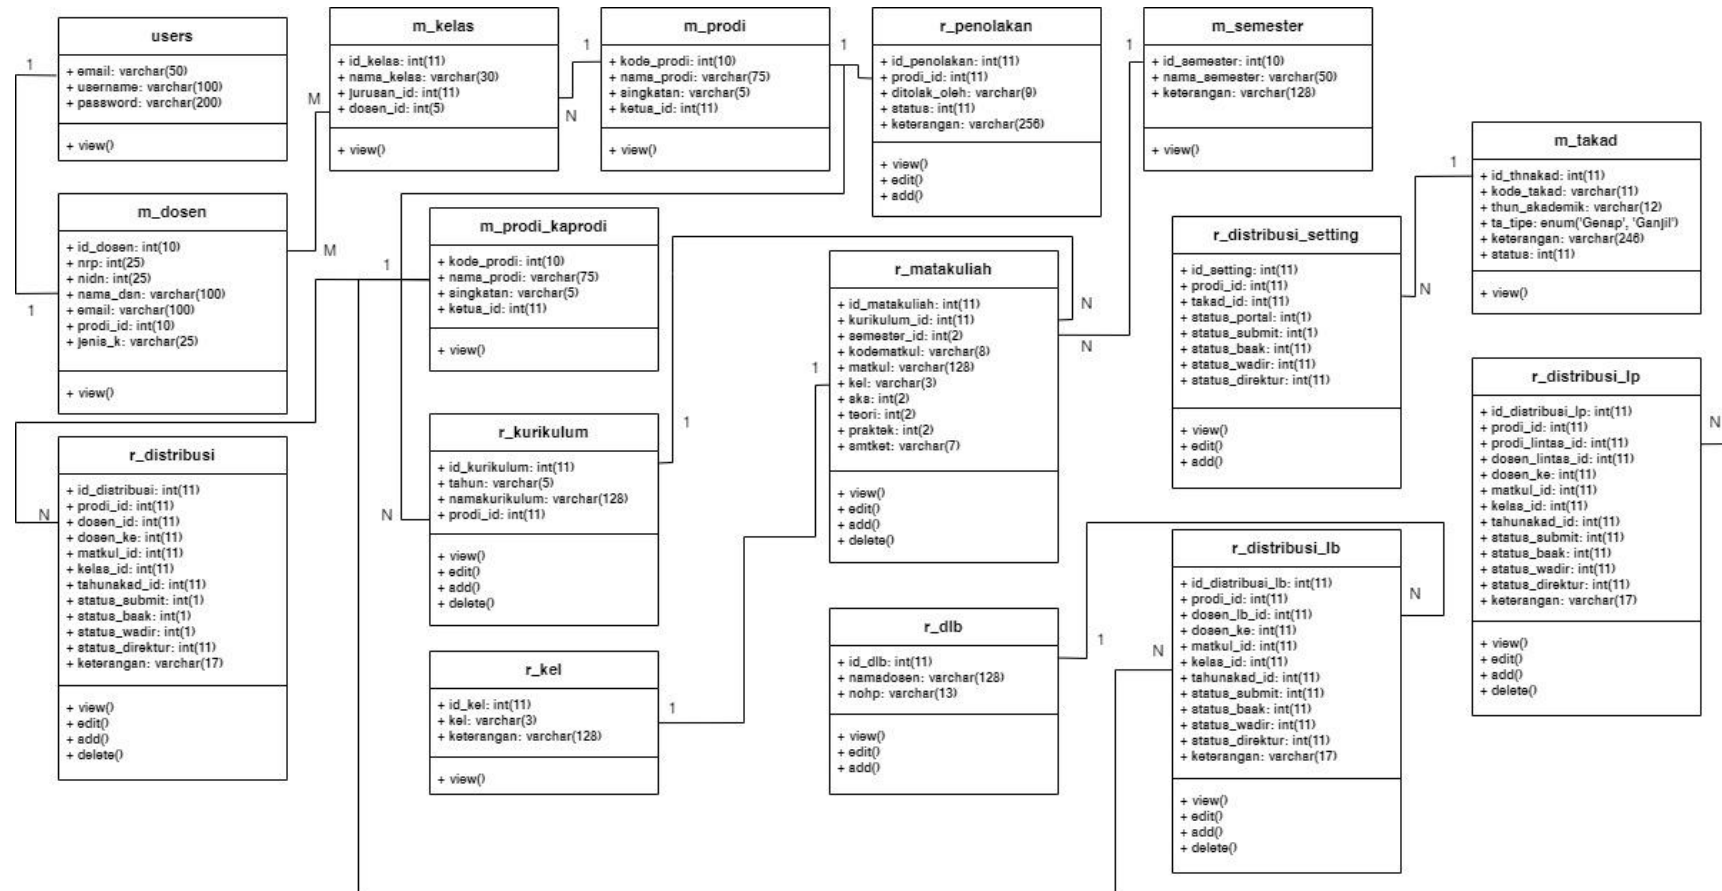 users
+ email: varchar(50)
+ username: varchar(100)
+ password: varchar(200)
+ view()
m_kelas
+ id_kelas: int(11)
+ nama_kelas: varchar(30)
+ jurusan_id: int(11)
+ dosen_id: int(5)
+ view()
m_prodi
+ kode_prodi: int(10)
+ nama_prodi: varchar(75)
+ singkatan: varchar(5)
+ ketua_id: int(11)
+ view()
r_penolakan
+ id_penolakan: int(11)
+ prodi_id: int(11)
+ ditolak_oleh: varchar(9)
+ status: int(11)
+ keterangan: varchar(256)
+ view()
+ edit()
+ add()
m_semester
+ id_semester: int(10)
+ nama_semester: varchar(50)
+ keterangan: varchar(128)
+ view()
m_takad
+ id_thnakad: int(11)
+ kode_takad: varchar(11)
+ thun_akademik: varchar(12)
+ ta_tipe: enum('Genap', 'Ganjil')
+ keterangan: varchar(246)
+ status: int(11)
+ view()
m_dosen
+ id_dosen: int(10)
+ nrp: int(25)
+ nidn: int(25)
+ nama_dsn: varchar(100)
+ email: varchar(100)
+ prodi_id: int(10)
+ jenis_k: varchar(25)
+ view()
m_prodi_kaprodi
+ kode_prodi: int(10)
+ nama_prodi: varchar(75)
+ singkatan: varchar(5)
+ ketua_id: int(11)
+ view()
r_matakuliah
+ id_matakuliah: int(11)
+ kurikulum_id: int(11)
+ semester_id: int(2)
+ kodematkul: varchar(8)
+ matkul: varchar(128)
+ kel: varchar(3)
+ sks: int(2)
+ teori: int(2)
+ praktek: int(2)
+ smtket: varchar(7)
+ view()
+ edit()
+ add()
+ delete()
r_distribusi_setting
+ id_setting: int(11)
+ prodi_id: int(11)
+ takad_id: int(11)
+ status_portal: int(1)
+ status_submit: int(1)
+ status_baak: int(11)
+ status_wadir: int(11)
+ status_direktur: int(11)
+ view()
+ edit()
+ add()
r_distribusi_lp
+ id_distribusi_lp: int(11)
+ prodi_id: int(11)
+ prodi_lintas_id: int(11)
+ dosen_lintas_id: int(11)
+ dosen_ke: int(11)
+ matkul_id: int(11)
+ kelas_id: int(11)
+ tahunakad_id: int(11)
+ status_submit: int(11)
+ status_baak: int(11)
+ status_wadir: int(11)
+ status_direktur: int(11)
+ keterangan: varchar(17)
+ view()
+ edit()
+ add()
+ delete()
r_distribusi
+ id_distribusi: int(11)
+ prodi_id: int(11)
+ dosen_id: int(11)
+ dosen_ke: int(11)
+ matkul_id: int(11)
+ kelas_id: int(11)
+ tahunakad_id: int(11)
+ status_submit: int(1)
+ status_baak: int(1)
+ status_wadir: int(1)
+ status_direktur: int(11)
+ keterangan: varchar(17)
+ view()
+ edit()
+ add()
+ delete()
r_kurikulum
+ id_kurikulum: int(11)
+ tahun: varchar(5)
+ namakurikulum: varchar(128)
+ prodi_id: int(11)
+ view()
+ edit()
+ add()
+ delete()
r_kel
+ id_kel: int(11)
+ kel: varchar(3)
+ keterangan: varchar(128)
+ view()
r_dlb
+ id_dlb: int(11)
+ namadosen: varchar(128)
+ nohp: varchar(13)
+ view()
+ edit()
+ add()
r_distribusi_lb
+ id_distribusi_lb: int(11)
+ prodi_id: int(11)
+ dosen_lb_id: int(11)
+ dosen_ke: int(11)
+ matkul_id: int(11)
+ kelas_id: int(11)
+ tahunakad_id: int(11)
+ status_submit: int(11)
+ status_baak: int(11)
+ status_wadir: int(11)
+ status_direktur: int(11)
+ keterangan: varchar(17)
+ view()
+ edit()
+ add()
+ delete()
1
1
M
M
N
1
1
1
1
N
1
N
N
N
1
1
1
N
N
1
N
N
N
1